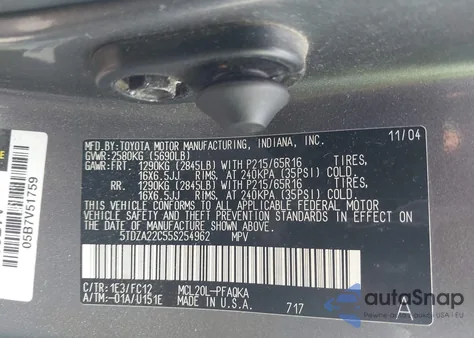 MFD.BY:TOYOTA MOTOR MANUFACTURING, INDIANA, INC. 11/04
GVWR:2580KG (5690LB)
GAWR:FRT. 1290KG (2845LB) WITH P215/65R16 TIRES,
16X6.5JJ RIMS, AT 240KPA (35PSI) COLD.
RR. 1290KG (2845LB) WITH P215/65R16 TIRES,
16X6.5JJ RIMS, AT 240KPA (35PSI) COLD.
THIS VEHICLE CONFORMS TO ALL APPLICABLE FEDERAL MOTOR
VEHICLE SAFETY AND THEFT PREVENTION STANDARDS IN EFFECT ON
THE DATE OF MANUFACTURE SHOWN ABOVE.
5TDZA22C55S254962 MPV
C/TR:1E3/FC12 MCL20L-PFAQKA
A/TM:-01A/U151E MADE IN U.S.A. 717 A
05B7V51759
autoSnap